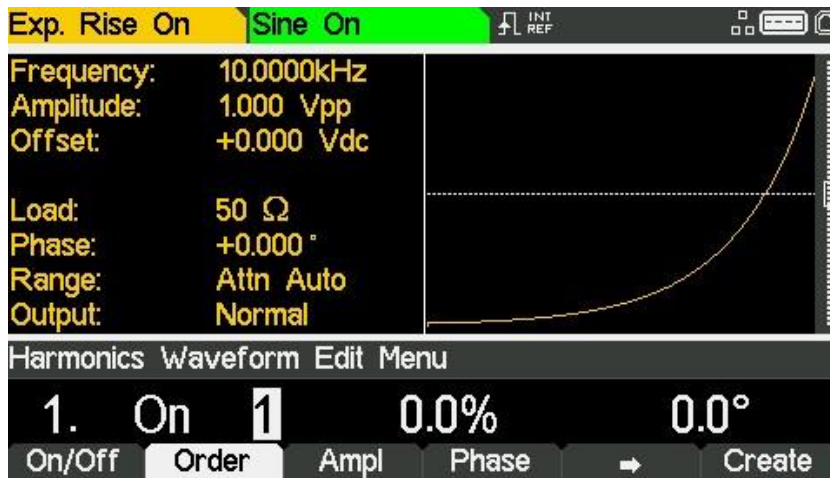 Exp. Rise On Sine On INT
REF
Frequency: 10.0000kHz
Amplitude: 1.000 Vpp
Offset: +0.000 Vdc
Load: 50 Ω
Phase: +0.000 °
Range: Attn Auto
Output: Normal
Harmonics Waveform Edit Menu
1. On 1 0.0% 0.0°
On/Off Order Ampl Phase ➡ Create